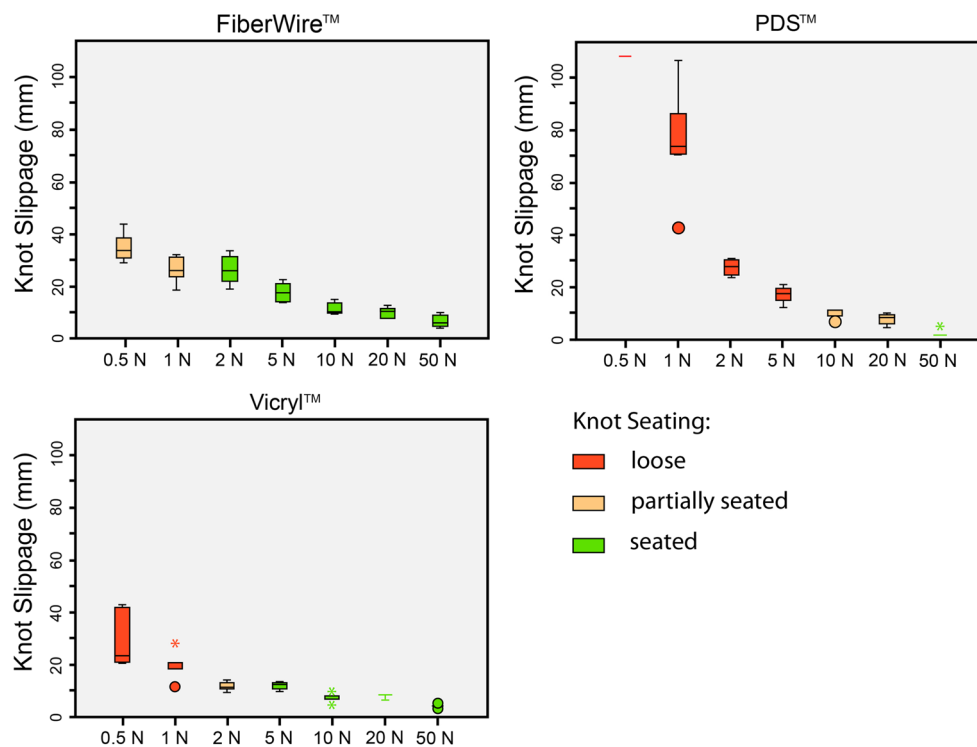 FiberWire™
Knot Slippage (mm)
0 20 40 60 80 100
0.5 N 1 N 2 N 5 N 10 N 20 N 50 N
PDS™
Knot Slippage (mm)
0 20 40 60 80 100
0.5 N 1 N 2 N 5 N 10 N 20 N 50 N
Vicryl™
Knot Slippage (mm)
0 20 40 60 80 100
0.5 N 1 N 2 N 5 N 10 N 20 N 50 N
Knot Seating:
loose
partially seated
seated